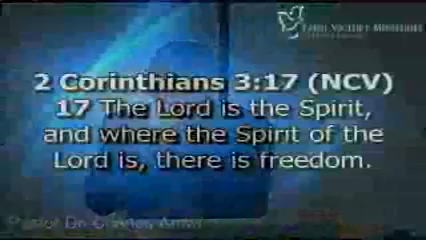 2 Corinthians 3:17 (NCV)
17 The Lord is the Spirit,
and where the Spirit of the
Lord is, there is freedom.